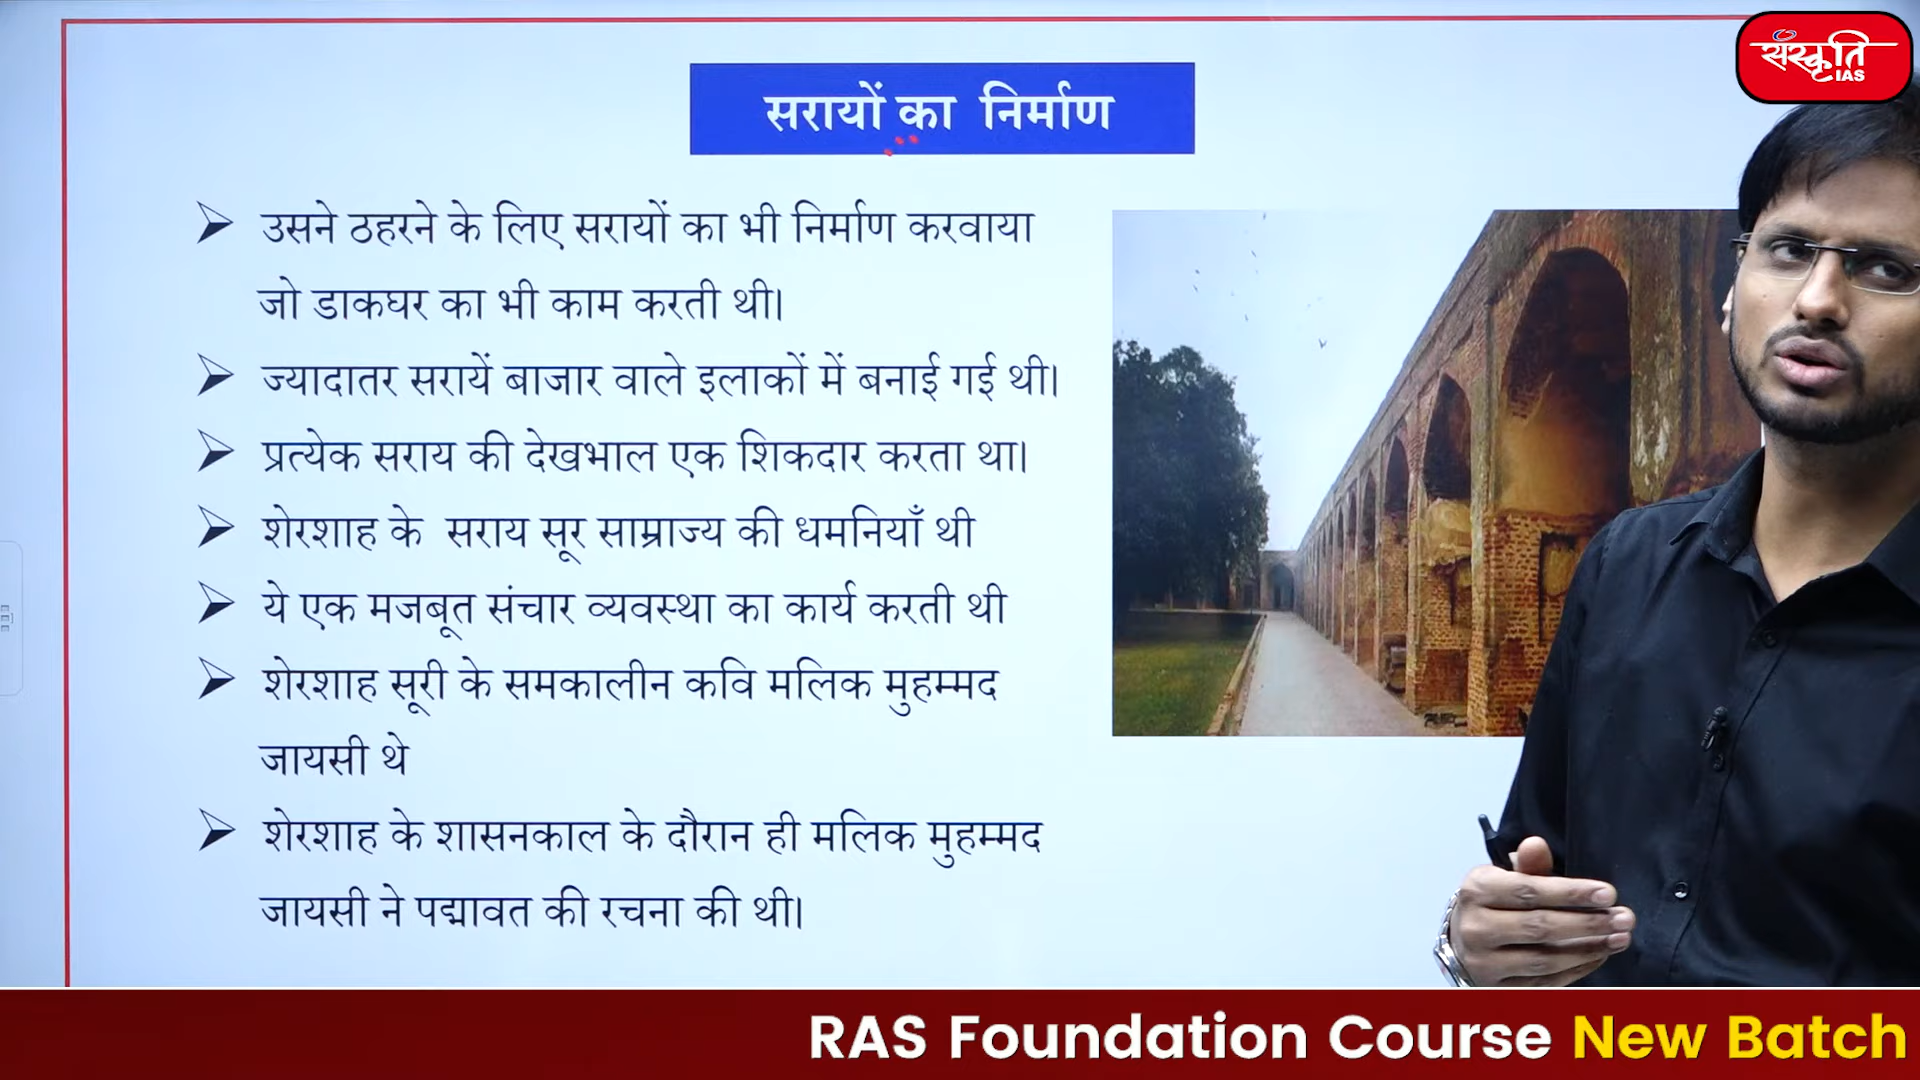 संस्कृति
IAS
सरायों का निर्माण
उसने ठहरने के लिए सरायों का भी निर्माण करवाया
जो डाकघर का भी काम करती थी।
ज्यादातर सरायें बाजार वाले इलाकों में बनाई गई थी।
प्रत्येक सराय की देखभाल एक शिकदार करता था।
शेरशाह के सराय सूर साम्राज्य की धमनियाँ थी
ये एक मजबूत संचार व्यवस्था का कार्य करती थी
शेरशाह सूरी के समकालीन कवि मलिक मुहम्मद
जायसी थे
शेरशाह के शासनकाल के दौरान ही मलिक मुहम्मद
जायसी ने पद्मावत की रचना की थी।
RAS Foundation Course New Batch